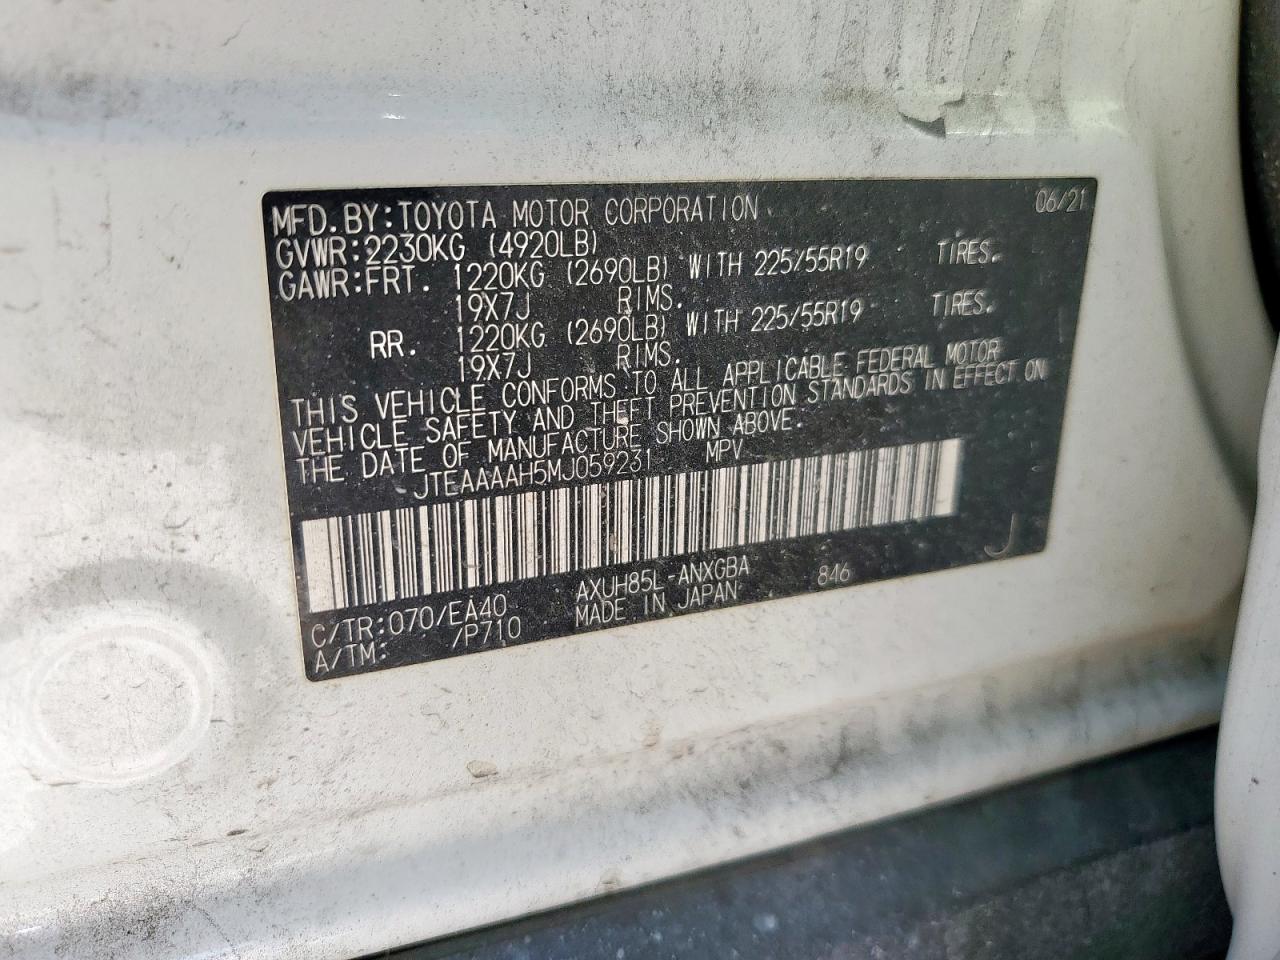 MFD.BY:TOYOTA MOTOR CORPORATION 06/21
GVWR:2230KG (4920LB)
GAWR:FRT. 1220KG (2690LB) WITH 225/55R19 TIRES.
19X7J RIMS.
RR. 1220KG (2690LB) WITH 225/55R19 TIRES.
19X7J RIMS.
THIS VEHICLE CONFORMS TO ALL APPLICABLE FEDERAL MOTOR
VEHICLE SAFETY AND THEFT PREVENTION STANDARDS IN EFFECT ON
THE DATE OF MANUFACTURE SHOWN ABOVE.
JTEAAAAH5MJ059231 MPV
C/TR:070/EA40 AXUH85L-ANXGBA 846 J
A/TM: /P710 MADE IN JAPAN